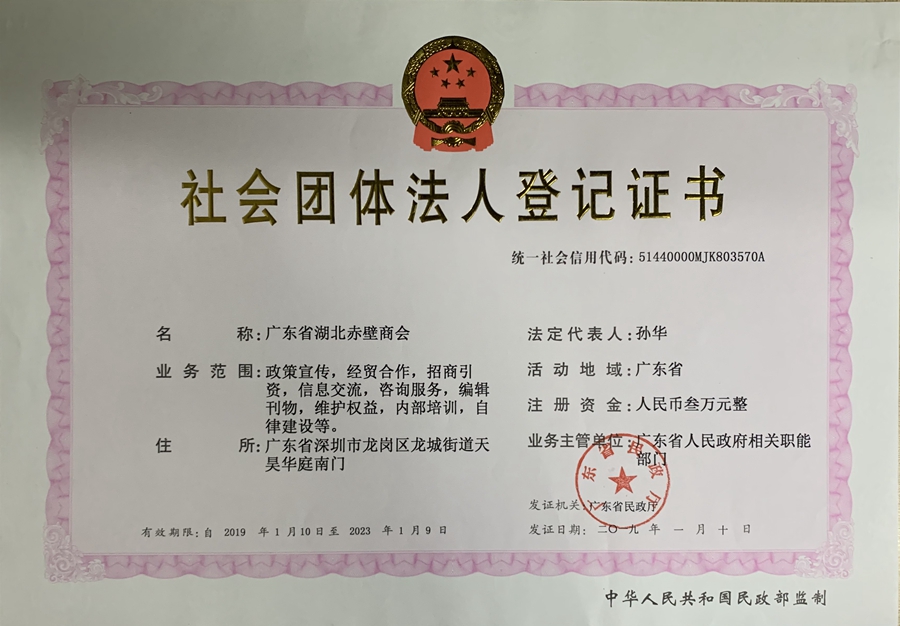 社会团体法人登记证书
统一社会信用代码: 51440000MJK803570A
名称: 广东省湖北赤壁商会
业务范围: 政策宣传，经贸合作，招商引
资，信息交流，咨询服务，编辑
刊物，维护权益，内部培训，自
律建设等。
住所: 广东省深圳市龙岗区龙城街道天
昊华庭南门
法定代表人: 孙华
活动地域: 广东省
注册资金: 人民币叁万元整
业务主管单位: 广东省人民政府相关职能
部门
广东省民政厅
发证机关: 广东省民政厅
发证日期: 二〇一九 年 一 月 十 日
有效期限: 自 2019 年 1 月 10 日至 2023 年 1 月 9 日
中华人民共和国民政部监制